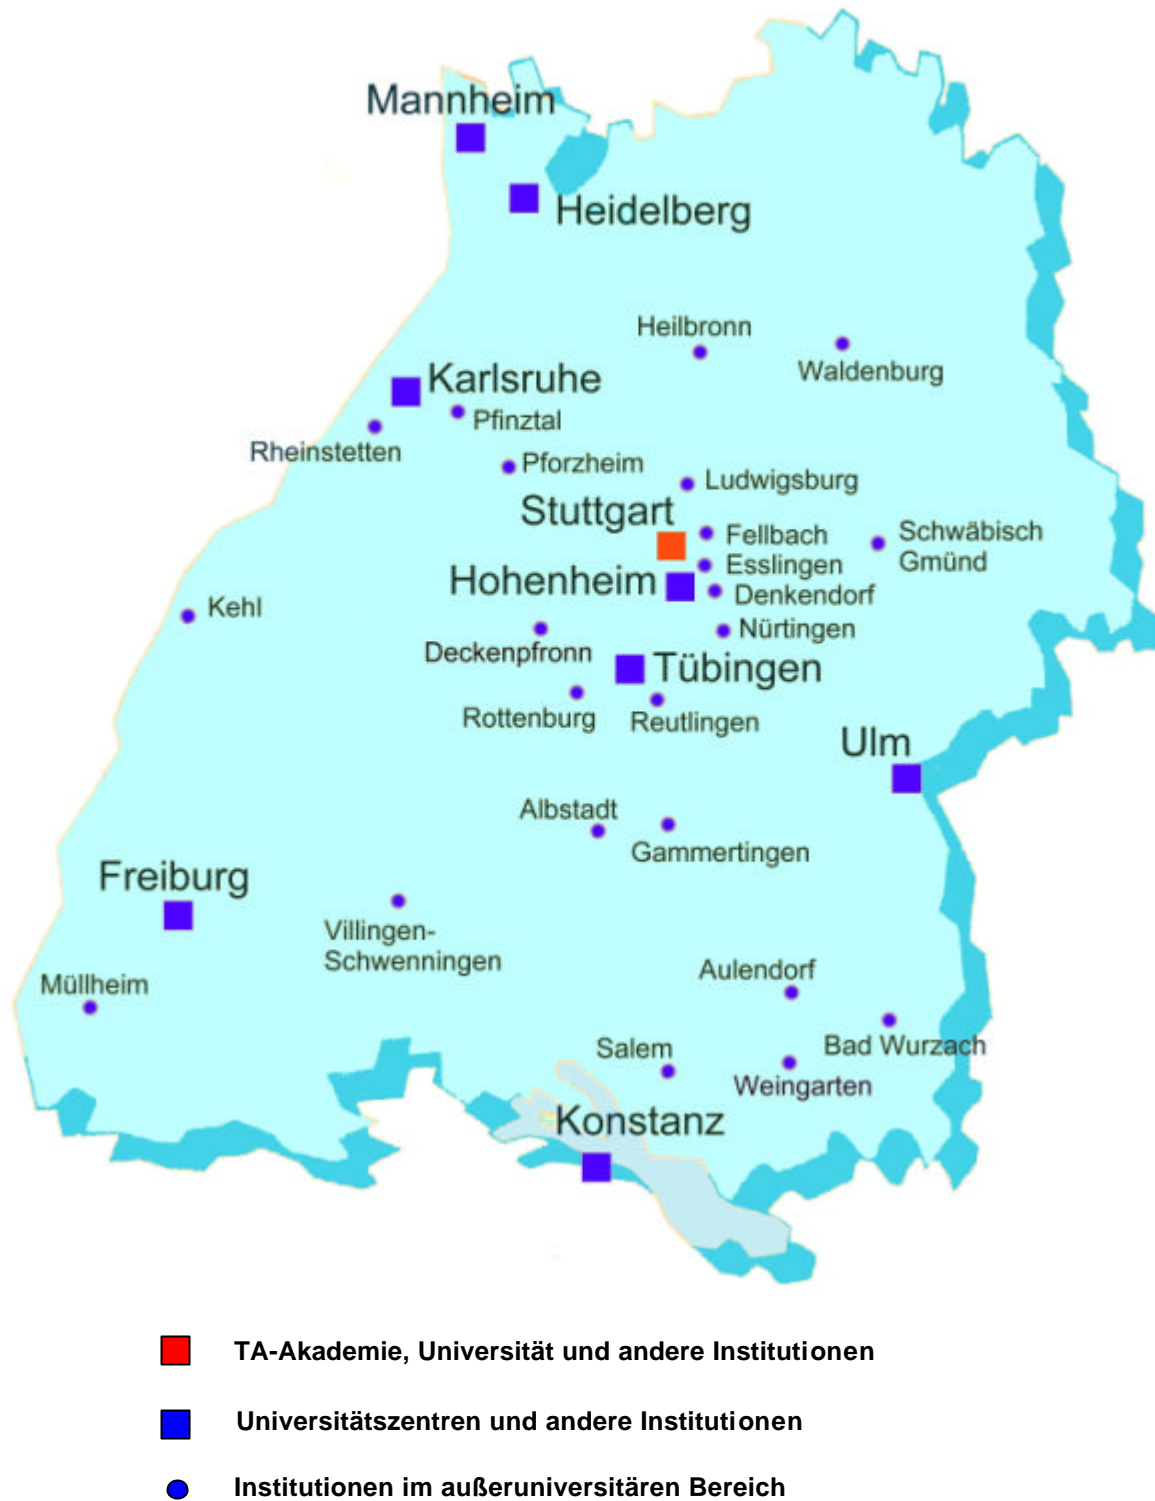 Mannheim
Heidelberg
Heilbronn
Waldenburg
Karlsruhe
Pfinztal
Rheinstetten
Pforzheim
Ludwigsburg
Stuttgart
Fellbach
Schwäbisch
Gmünd
Esslingen
Hohenheim
Denkendorf
Kehl
Nürtingen
Deckenpfronn
Tübingen
Rottenburg
Reutlingen
Ulm
Albstadt
Gammertingen
Freiburg
Villingen-
Schwenningen
Aulendorf
Müllheim
Bad Wurzach
Salem
Weingarten
Konstanz
TA-Akademie, Universität und andere Institutionen
Universitätszentren und andere Institutionen
Institutionen im außeruniversitären Bereich